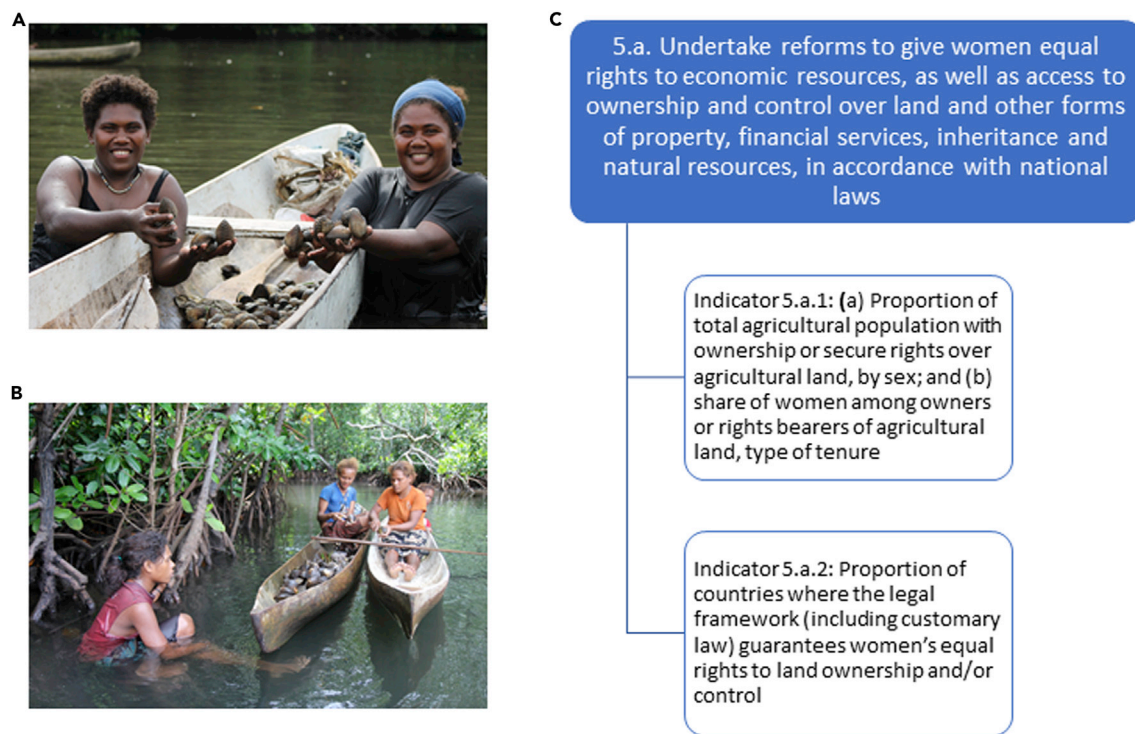 A
B
C
5.a. Undertake reforms to give women equal
rights to economic resources, as well as access to
ownership and control over land and other forms
of property, financial services, inheritance and
natural resources, in accordance with national
laws
Indicator 5.a.1: (a) Proportion of
total agricultural population with
ownership or secure rights over
agricultural land, by sex; and (b)
share of women among owners
or rights bearers of agricultural
land, type of tenure
Indicator 5.a.2: Proportion of
countries where the legal
framework (including customary
law) guarantees women’s equal
rights to land ownership and/or
control